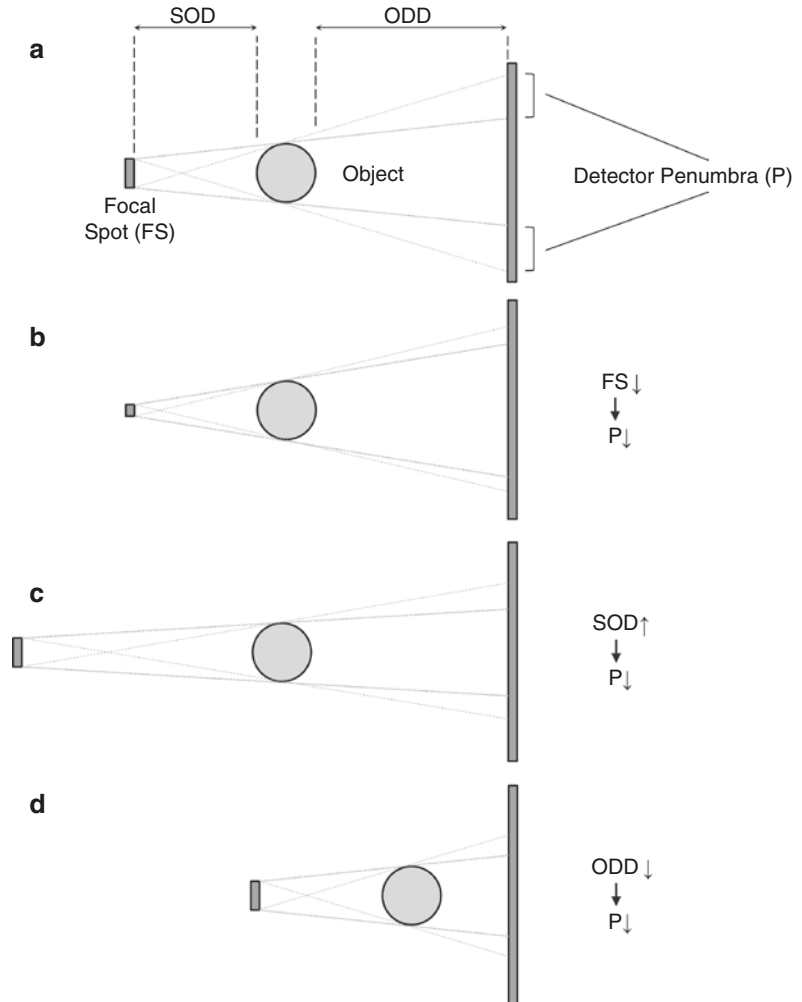 SOD
ODD
a
Object
Detector Penumbra (P)
Focal
Spot (FS)
b
FS↓
↓
P↓
c
SOD↑
↓
P↓
d
ODD ↓
↓
P↓